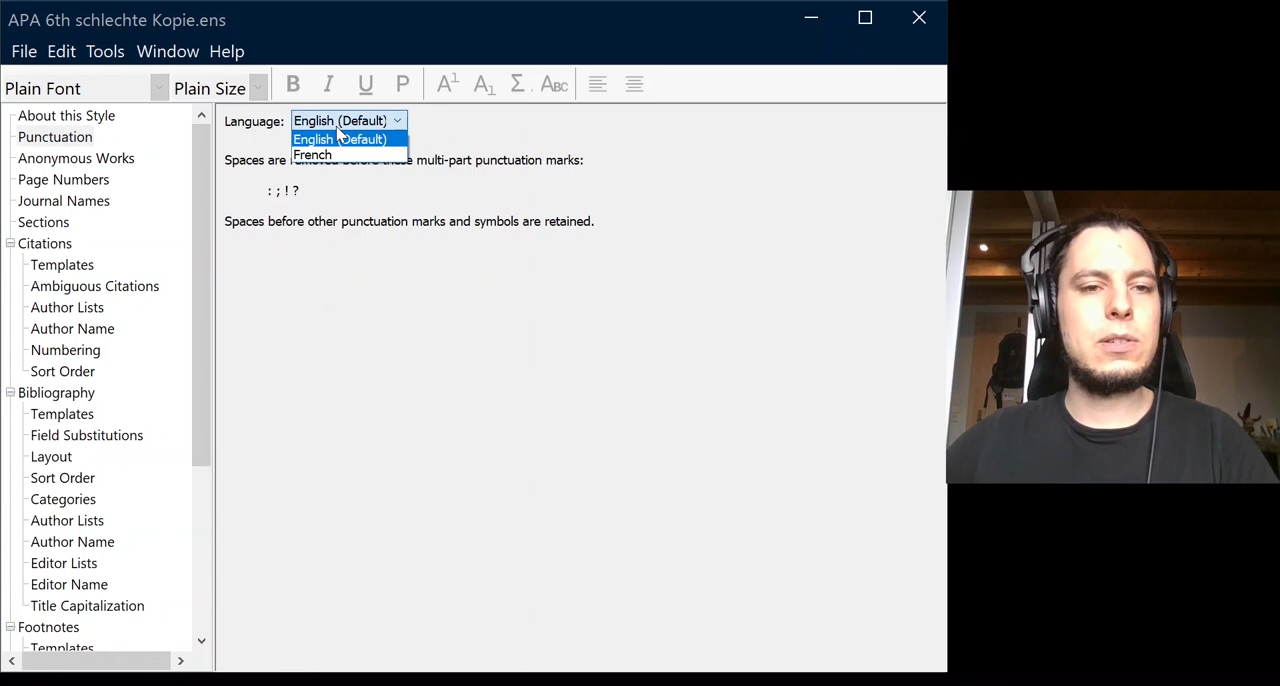 APA 6th schlechte Kopie.ens
File Edit Tools Window Help
Plain Font Plain Size B I U P A1 A1 Σ ABC
About this Style
Punctuation
Anonymous Works
Page Numbers
Journal Names
Sections
Citations
Templates
Ambiguous Citations
Author Lists
Author Name
Numbering
Sort Order
Bibliography
Templates
Field Substitutions
Layout
Sort Order
Categories
Author Lists
Author Name
Editor Lists
Editor Name
Title Capitalization
Footnotes
Templates
Language: English (Default)
English (Default)
French
Spaces are removed before these multi-part punctuation marks:
: ; ! ?
Spaces before other punctuation marks and symbols are retained.